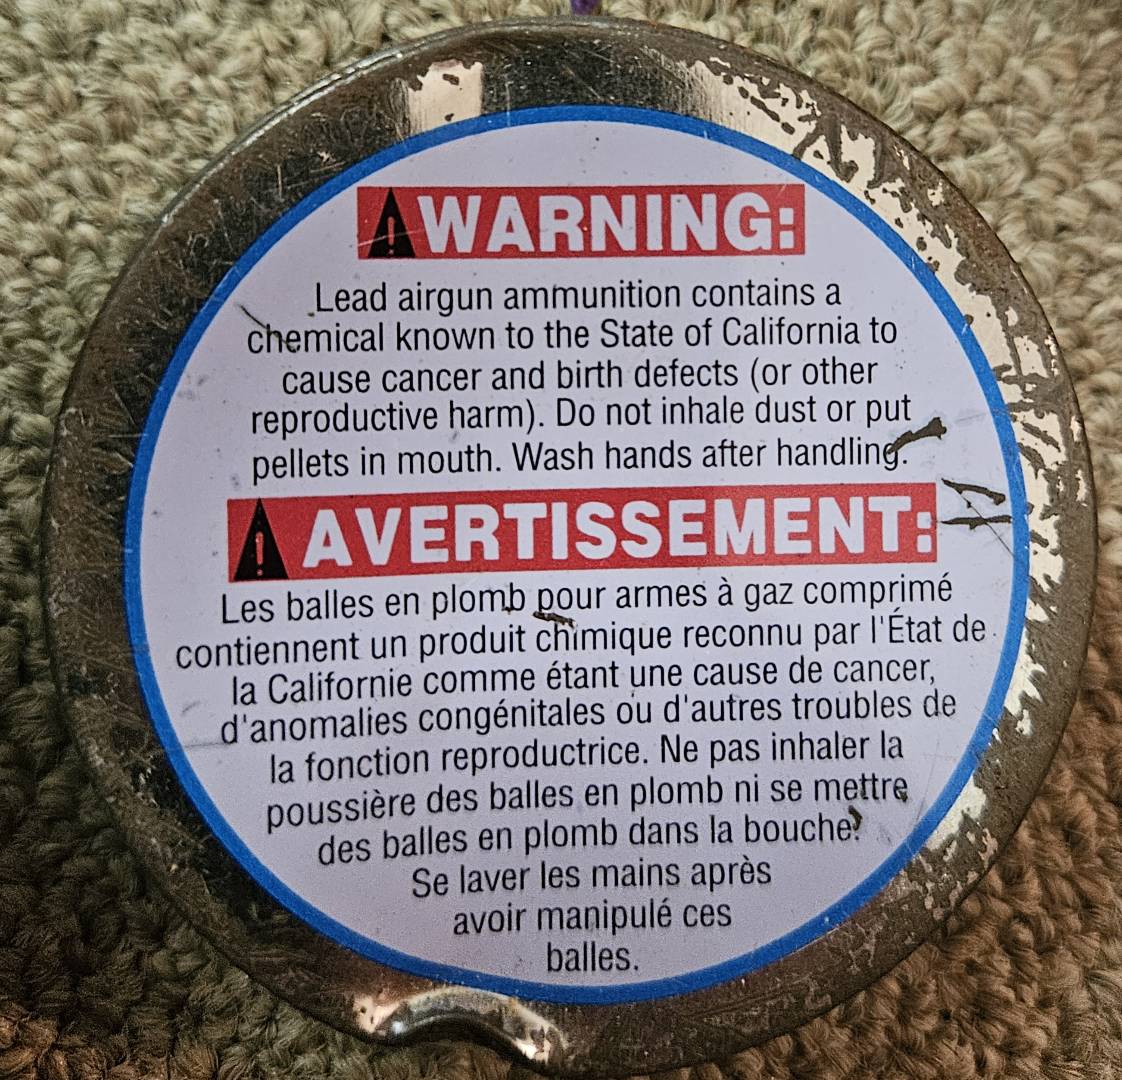 WARNING:
Lead airgun ammunition contains a
chemical known to the State of California to
cause cancer and birth defects (or other
reproductive harm). Do not inhale dust or put
pellets in mouth. Wash hands after handling.
AVERTISSEMENT:
Les balles en plomb pour armes à gaz comprimé
contiennent un produit chimique reconnu par l'État de
la Californie comme étant une cause de cancer,
d'anomalies congénitales ou d'autres troubles de
la fonction reproductrice. Ne pas inhaler la
poussière des balles en plomb ni se mettre
des balles en plomb dans la bouche.
Se laver les mains après
avoir manipulé ces
balles.